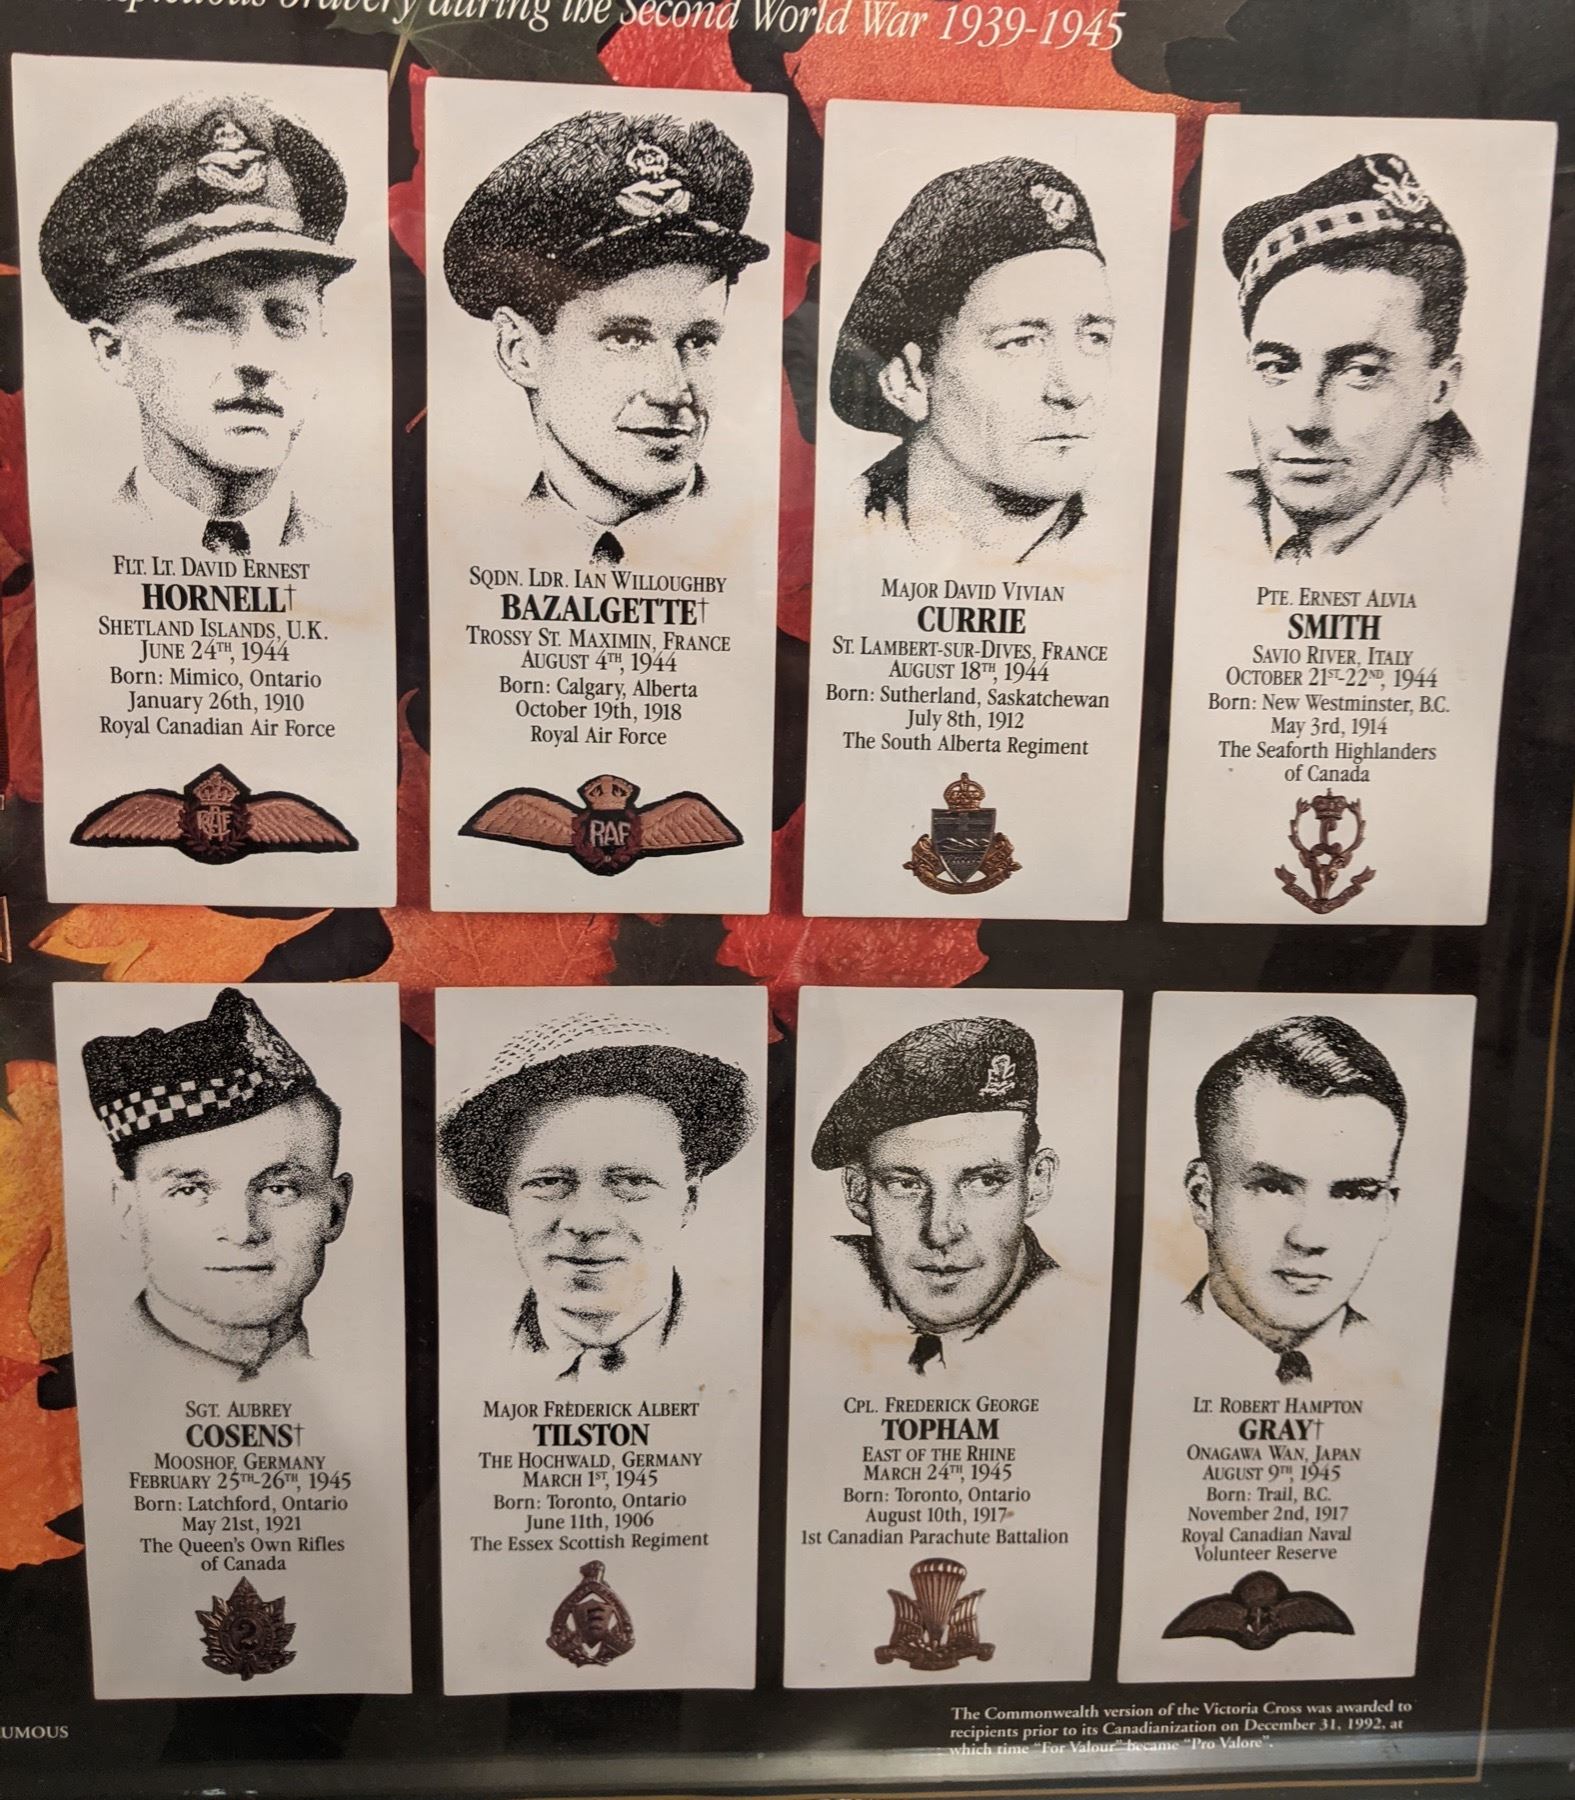 Bravery during the Second World War 1939-1945
FLT. LT. DAVID ERNEST
HORNELL†
SHETLAND ISLANDS, U.K.
JUNE 24TH, 1944
Born: Mimico, Ontario
January 26th, 1910
Royal Canadian Air Force
SQDN. LDR. IAN WILLOUGHBY
BAZALGETTE†
TROSSY ST. MAXIMIN, FRANCE
AUGUST 4TH, 1944
Born: Calgary, Alberta
October 19th, 1918
Royal Air Force
RAF
MAJOR DAVID VIVIAN
CURRIE
ST. LAMBERT-SUR-DIVES, FRANCE
AUGUST 18TH, 1944
Born: Sutherland, Saskatchewan
July 8th, 1912
The South Alberta Regiment
PTE. ERNEST ALVIA
SMITH
SAVIO RIVER, ITALY
OCTOBER 21ST-22ND, 1944
Born: New Westminster, B.C.
May 3rd, 1914
The Seaforth Highlanders
of Canada
SGT. AUBREY
COSENS†
MOOSHOF, GERMANY
FEBRUARY 25TH-26TH, 1945
Born: Latchford, Ontario
May 21st, 1921
The Queen's Own Rifles
of Canada
2
MAJOR FREDERICK ALBERT
TILSTON
THE HOCHWALD, GERMANY
MARCH 1ST, 1945
Born: Toronto, Ontario
June 11th, 1906
The Essex Scottish Regiment
CPL. FREDERICK GEORGE
TOPHAM
EAST OF THE RHINE
MARCH 24TH, 1945
Born: Toronto, Ontario
August 10th, 1917
1st Canadian Parachute Battalion
LT. ROBERT HAMPTON
GRAY†
ONAGAWA WAN, JAPAN
AUGUST 9TH, 1945
Born: Trail, B.C.
November 2nd, 1917
Royal Canadian Naval
Volunteer Reserve
UMOUS
The Commonwealth version of the Victoria Cross was awarded to
recipients prior to its Canadianization on December 31, 1992, at
which time "For Valour" became "Pro Valore".